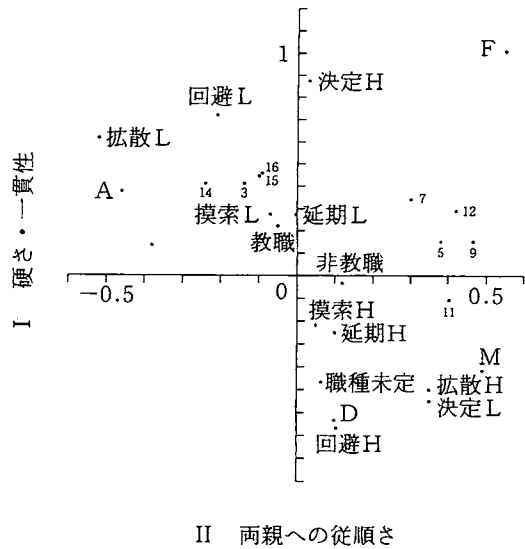 1
F
決定H
回避L
拡散L
16
15
A
14
3
7
12
摸索L
延期L
教職
5
9
非教職
-0.5
0
0.5
摸索H
11
延期H
M
職種未定
拡散H
D
決定L
回避H
I 硬さ・一貫性
II 両親への従順さ